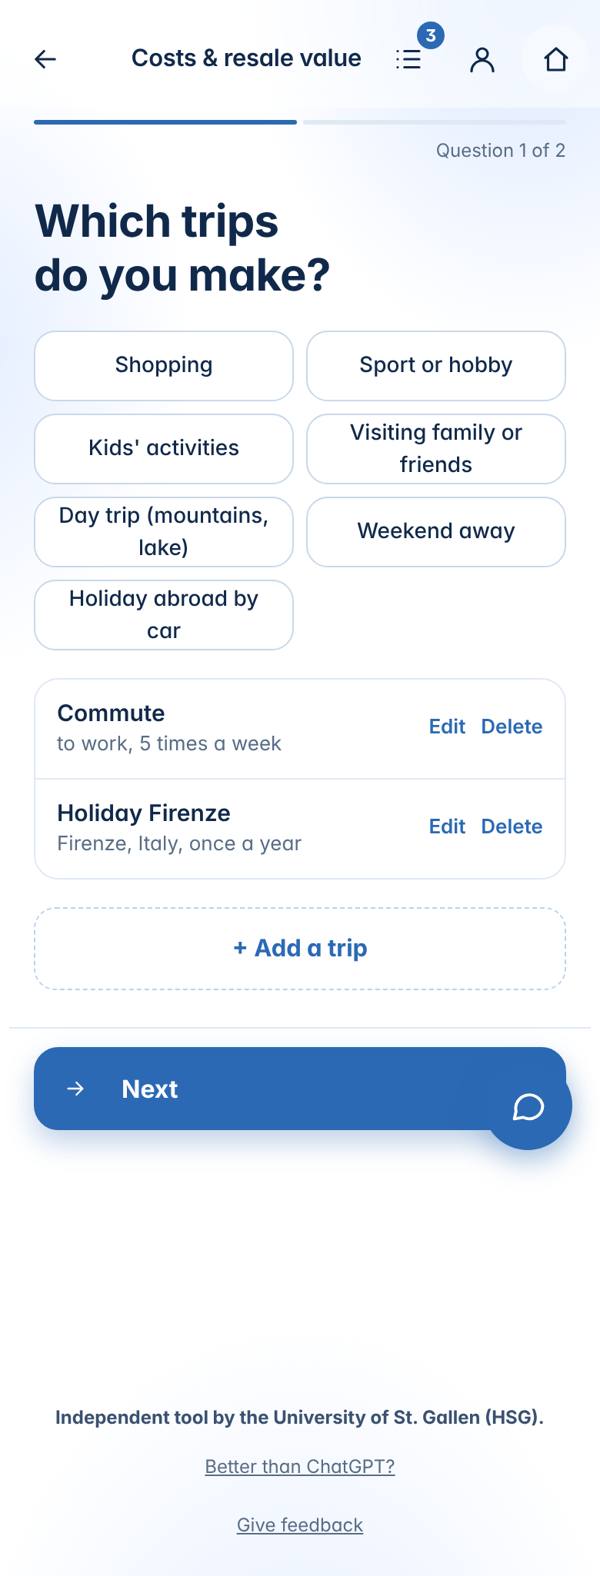 Costs & resale value
3
Question 1 of 2
Which trips
do you make?
Shopping
Sport or hobby
Kids' activities
Visiting family or
friends
Day trip (mountains,
lake)
Weekend away
Holiday abroad by
car
Commute
to work, 5 times a week
Edit Delete
Holiday Firenze
Firenze, Italy, once a year
Edit Delete
+ Add a trip
Next
Independent tool by the University of St. Gallen (HSG).
Better than ChatGPT?
Give feedback